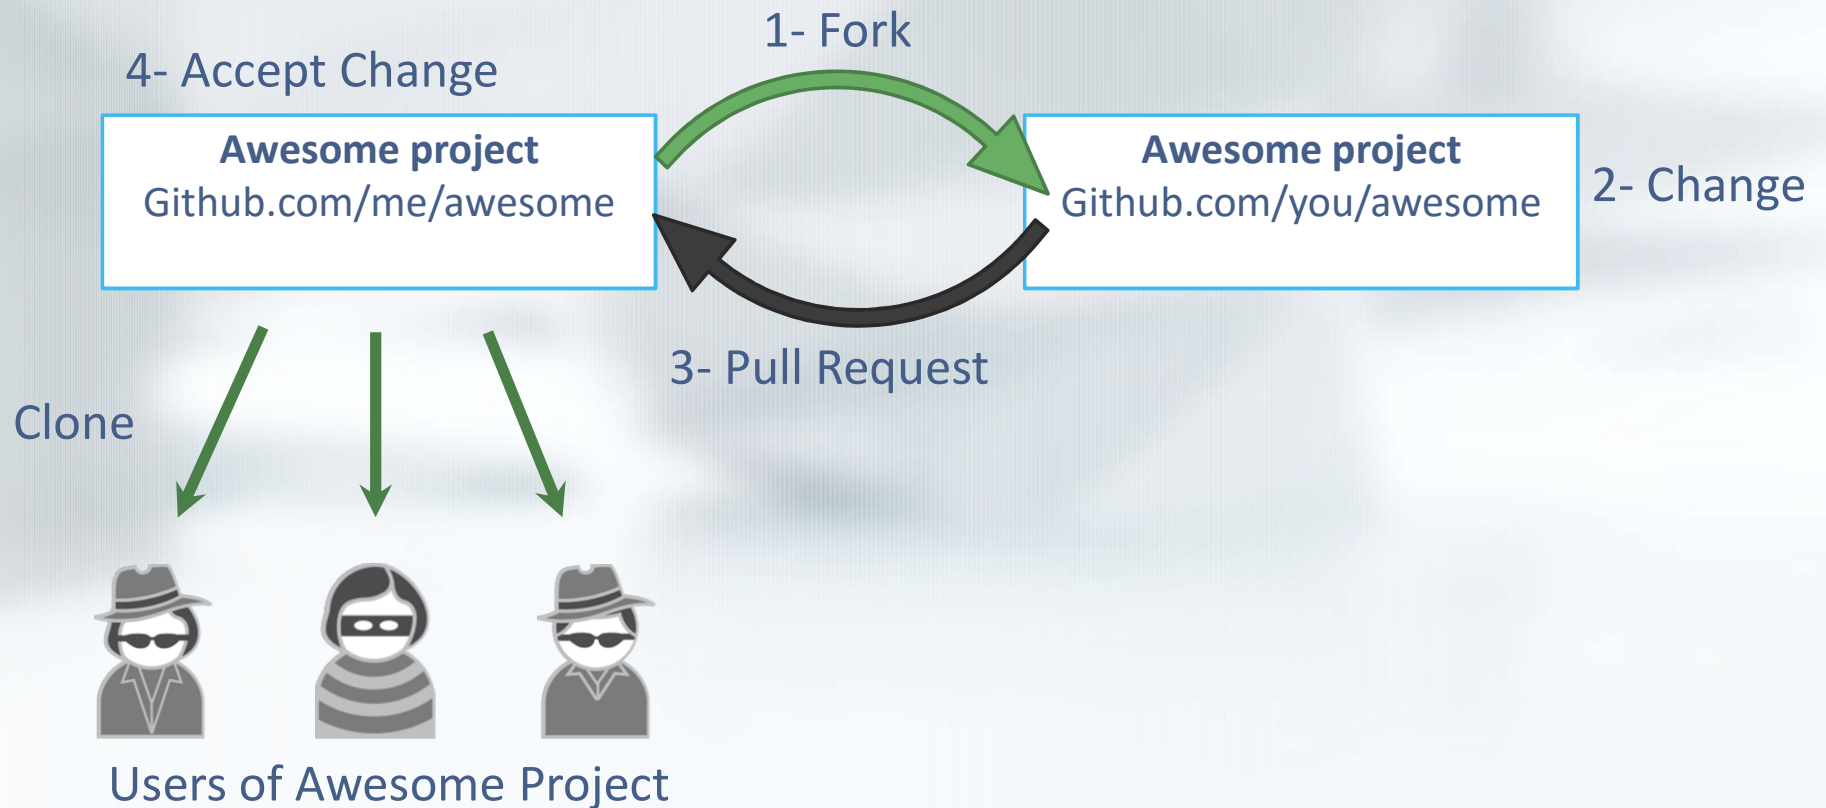 1- Fork
4- Accept Change
Awesome project
Github.com/me/awesome
Awesome project
Github.com/you/awesome
2- Change
3- Pull Request
Clone
Users of Awesome Project